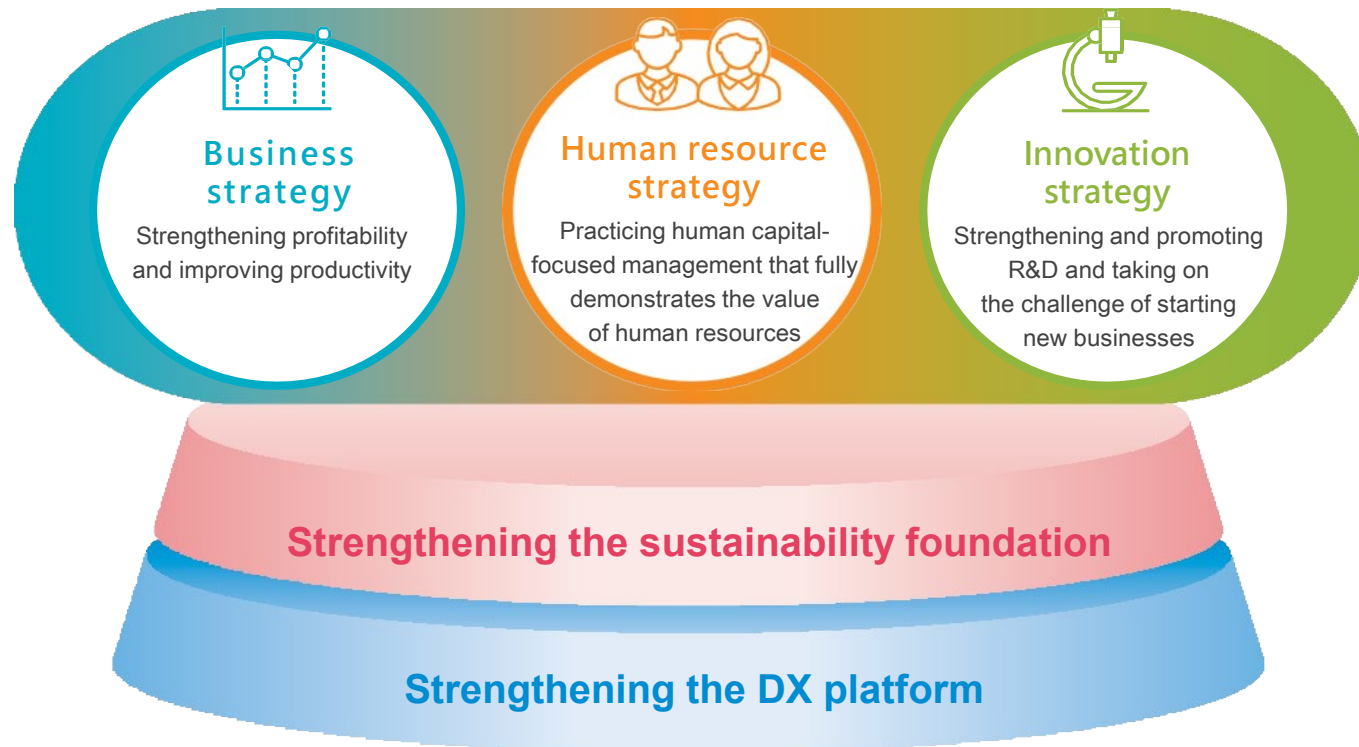 Business
strategy
Strengthening profitability
and improving productivity
Human resource
strategy
Practicing human capital-
focused management that fully
demonstrates the value
of human resources
Innovation
strategy
Strengthening and promoting
R&D and taking on
the challenge of starting
new businesses
Strengthening the sustainability foundation
Strengthening the DX platform